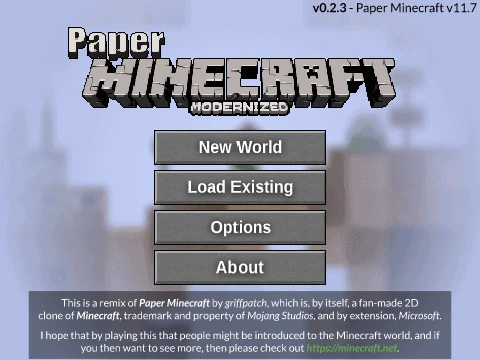 v0.2.3 - Paper Minecraft v11.7
Paper
MINECRAFT
MODERNIZED
New World
Load Existing
Options
About
This is a remix of Paper Minecraft by griffpatch, which is, by itself, a fan-made 2D
clone of Minecraft, trademark and property of Mojang Studios, and by extension, Microsoft.
I hope that by playing this that people might be introduced to the Minecraft world, and if
you then want to see more, then please check out https://minecraft.net.